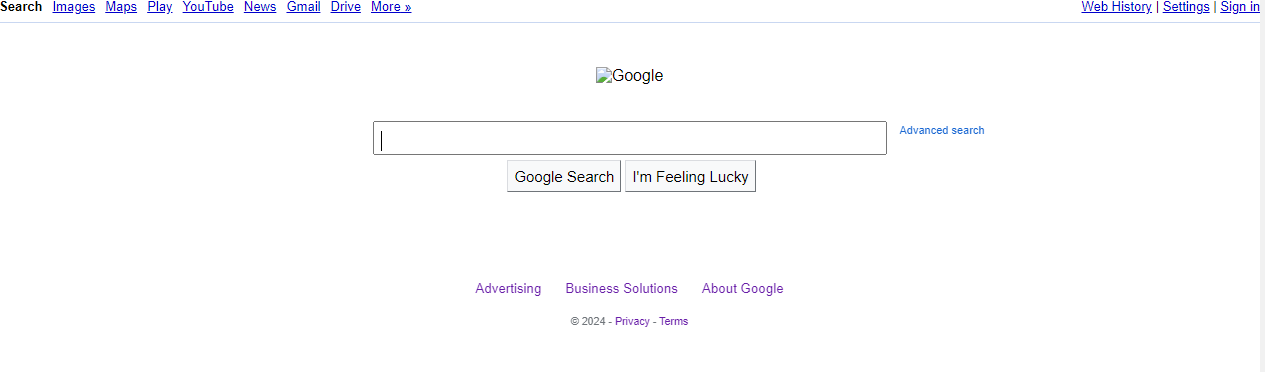 Search Images Maps Play YouTube News Gmail Drive More » Web History | Settings | Sign in
Google
Advanced search
Google Search I'm Feeling Lucky
Advertising Business Solutions About Google
© 2024 - Privacy - Terms